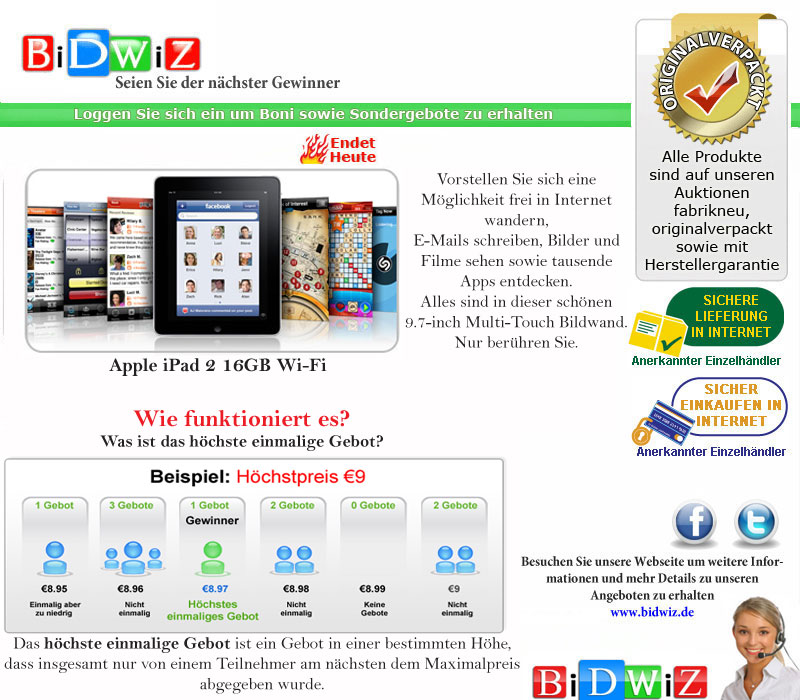 BiDWiZ
Seien Sie der nächster Gewinner
Loggen Sie sich ein um Boni sowie Sondergebote zu erhalten
ORIGINALVERPACKT
Alle Produkte
sind auf unseren
Auktionen
fabrikneu,
originalverpackt
sowie mit
Herstellergarantie
Endet
Heute
facebook
Vorstellen Sie sich eine
Möglichkeit frei in Internet
wandern,
E-Mails schreiben, Bilder und
Filme sehen sowie tausende
Apps entdecken.
Alles sind in dieser schönen
9.7-inch Multi-Touch Bildwand.
Nur berühren Sie.
Apple iPad 2 16GB Wi-Fi
SICHERE
LIEFERUNG
IN INTERNET
Anerkannter Einzelhändler
SICHER
EINKAUFEN IN
INTERNET
Anerkannter Einzelhändler
Wie funktioniert es?
Was ist das höchste einmalige Gebot?
Beispiel: Höchstpreis €9
1 Gebot 3 Gebote 1 Gebot 2 Gebote 0 Gebote 2 Gebote
Gewinner
€8.95 €8.96 €8.97 €8.98 €8.99 €9
Einmalig aber
zu niedrig
Nicht
einmalig
Höchstes
einmaliges Gebot
Nicht
einmalig
Keine
Gebote
Nicht
einmalig
Das höchste einmalige Gebot ist ein Gebot in einer bestimmten Höhe,
dass insgesamt nur von einem Teilnehmer am nächsten dem Maximalpreis
abgegeben wurde.
Besuchen Sie unsere Webseite um weitere Infor-
mationen und mehr Details zu unseren
Angeboten zu erhalten
www.bidwiz.de
BiDWiZ